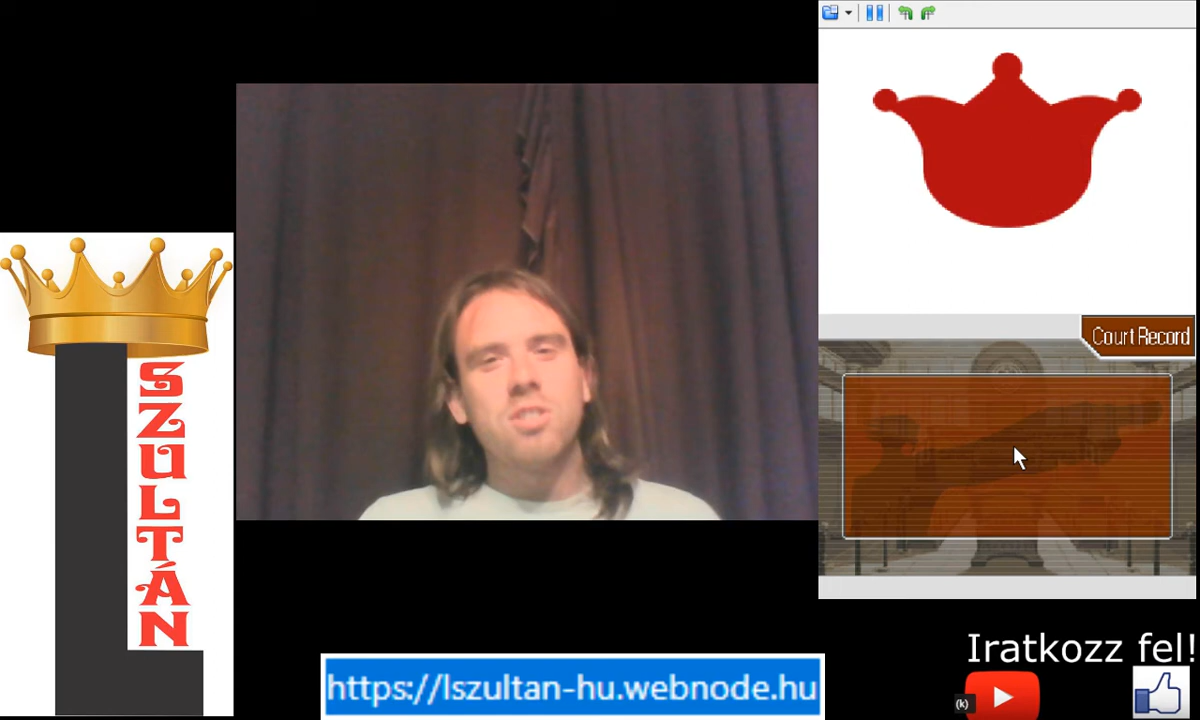 SZULTÁN
Court Record
Iratkozz fel!
(k)
https://lszultan-hu.webnode.hu